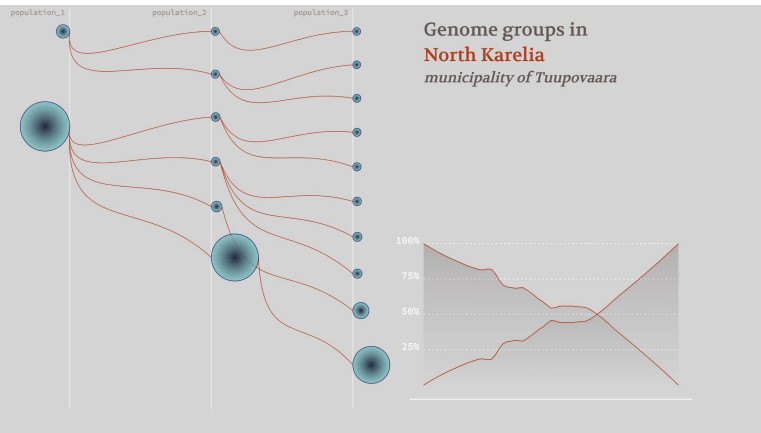 population_1 population_2 population_3
Genome groups in
North Karelia
municipality of Tuupovaara
100%
75%
50%
25%